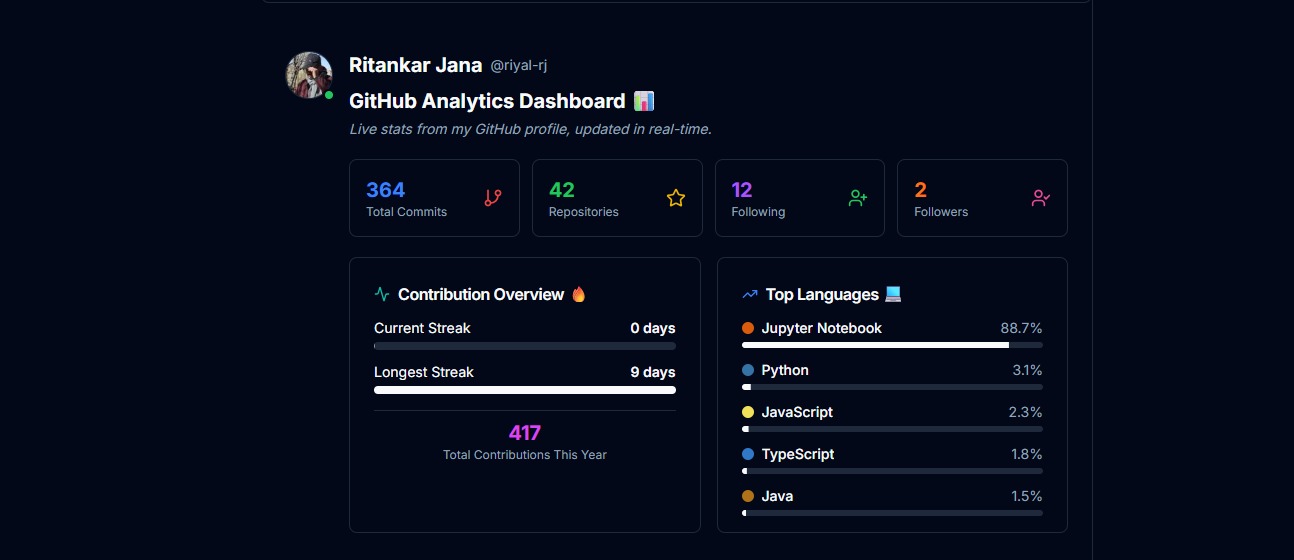 Ritankar Jana @riyal-rj
GitHub Analytics Dashboard 📊
Live stats from my GitHub profile, updated in real-time.
364
Total Commits
42
Repositories
12
Following
2
Followers
Contribution Overview 🔥
Current Streak 0 days
Longest Streak 9 days
417
Total Contributions This Year
Top Languages 💻
Jupyter Notebook 88.7%
Python 3.1%
JavaScript 2.3%
TypeScript 1.8%
Java 1.5%